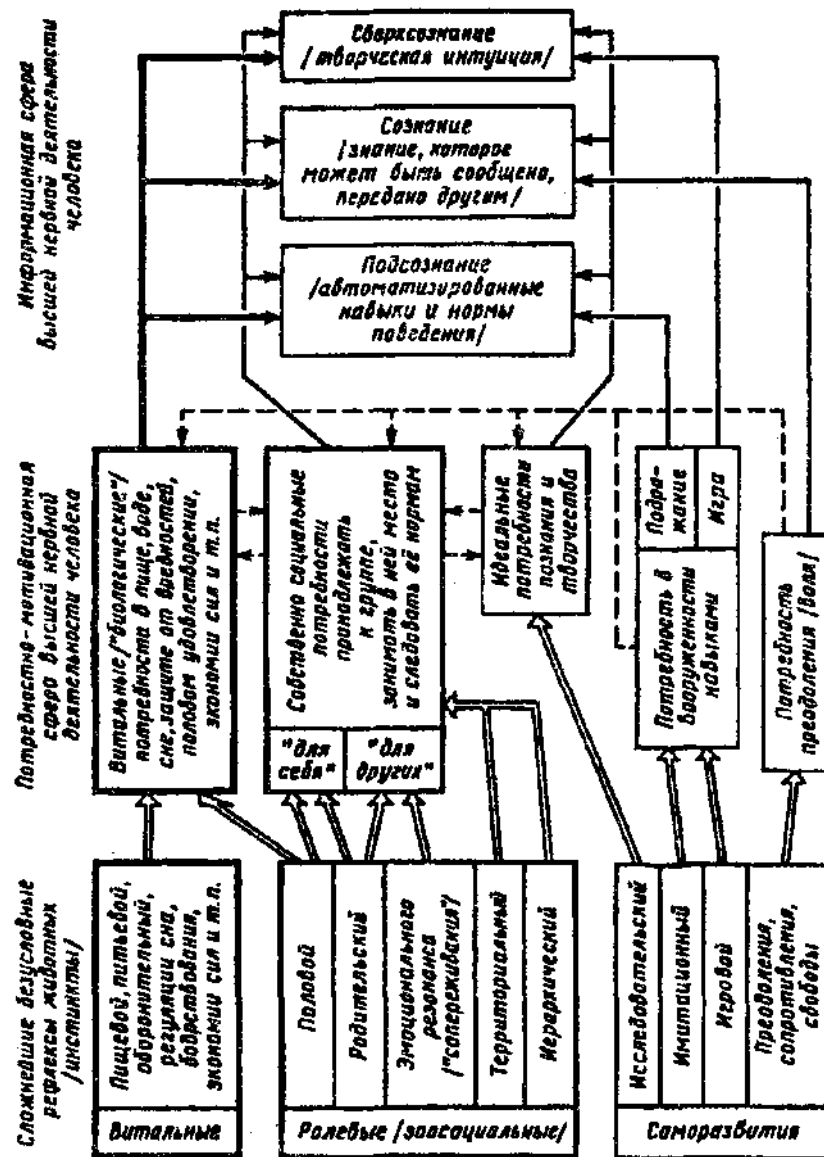 Сложнейшие безусловные
рефлексы животных
/инстинкты/
Потребностно-мотивационная
сфера высшей нервной
деятельности человека
Информационная сфера
высшей нервной деятельности
человека
Витальные
Пищевой, питьевой,
оборонительный,
регуляции сна,
бодрствования,
экономии сил и т.п.
Витальные/"биологические"/
потребности в пище, воде,
сне, защите от вредностей,
половом удовлетворении,
экономии сил и т.п.
Ролевые /зоосоциальные/
Половой
Родительский
Эмоционального
резонанса
/"сопереживания"/
Территориальный
Иерархический
"для
себя"
"для
других"
Собственно социальные
потребности
принадлежать
к группе,
занимать в ней место
и следовать её нормам
Идеальные
потребности
познания и
творчества
Саморазвития
Исследовательский
Имитационный
Игровой
Преодоления,
сопротивления,
свободы
Потребность в
вооруженности
навыками
Подра-
жание
Игра
Потребность
преодоления /воля/
Сверхсознание
/творческая интуиция/
Сознание
/знание, которое
может быть сообщено,
передано другим/
Подсознание
/автоматизированные
навыки и нормы
поведения/